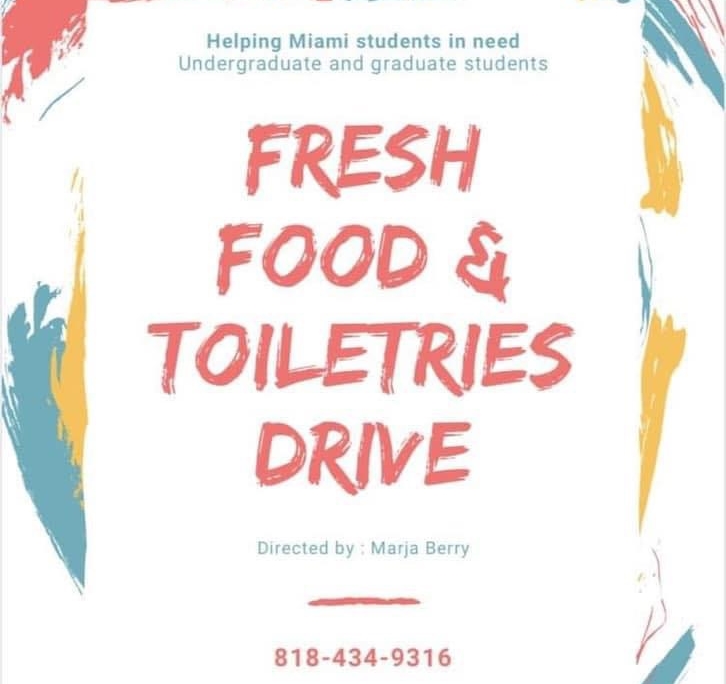 Helping Miami students in need
Undergraduate and graduate students
FRESH
FOOD &
TOILETRIES
DRIVE
Directed by : Marja Berry
818-434-9316